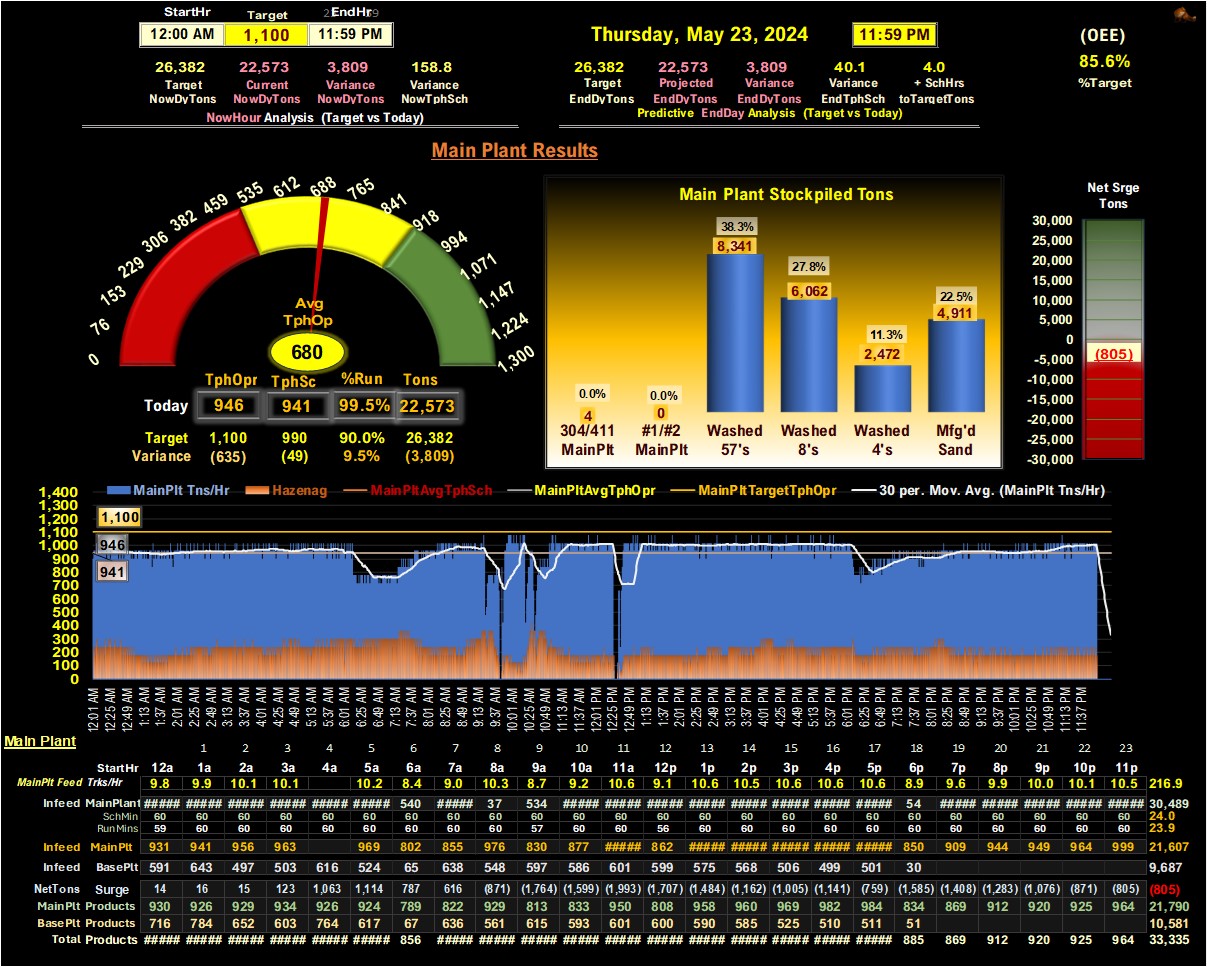 StartHr Target EndHr
12:00 AM 1,100 11:59 PM
Thursday, May 23, 2024 11:59 PM
(OEE)
85.6%
%Target
26,382 22,573 3,809 158.8
Target Current Variance Variance
NowDyTons NowDyTons NowDyTons NowTphSch
NowHour Analysis (Target vs Today)
26,382 22,573 3,809 40.1 4.0
Target Projected Variance Variance + SchHrs
EndDyTons EndDyTons EndDyTons EndTphSch toTargetTons
Predictive EndDay Analysis (Target vs Today)
Main Plant Results
0 76 153 229 306 382 459 535 612 688 765 841 918 994 1,071 1,147 1,224 1,300
Avg
TphOp
680
TphOpr TphSc %Run Tons
Today 946 941 99.5% 22,573
Target 1,100 990 90.0% 26,382
Variance (635) (49) 9.5% (3,809)
Main Plant Stockpiled Tons
0.0% 0.0% 38.3% 27.8% 11.3% 22.5%
4 0 8,341 6,062 2,472 4,911
304/411 #1/#2 Washed Washed Washed Mfg'd
MainPlt MainPlt 57's 8's 4's Sand
Net Srge
Tons
30,000
25,000
20,000
15,000
10,000
5,000
0
-5,000
-10,000
-15,000
-20,000
-25,000
-30,000
(805)
MainPlt Tns/Hr Hazenag MainPltAvgTphSch MainPltAvgTphOpr MainPltTargetTphOpr 30 per. Mov. Avg. (MainPlt Tns/Hr)
1,400
1,300
1,200
1,100
1,000
900
800
700
600
500
400
300
200
100
0
1,100
946
941
12:01 AM 12:25 AM 12:49 AM 1:13 AM 1:37 AM 2:01 AM 2:25 AM 2:49 AM 3:13 AM 3:37 AM 4:01 AM 4:25 AM 4:49 AM 5:13 AM 5:37 AM 6:01 AM 6:25 AM 6:49 AM 7:13 AM 7:37 AM 8:01 AM 8:25 AM 8:49 AM 9:13 AM 9:37 AM 10:01 AM 10:25 AM 10:49 AM 11:13 AM 11:37 AM 12:01 PM 12:25 PM 12:49 PM 1:13 PM 1:37 PM 2:01 PM 2:25 PM 2:49 PM 3:13 PM 3:37 PM 4:01 PM 4:25 PM 4:49 PM 5:13 PM 5:37 PM 6:01 PM 6:25 PM 6:49 PM 7:13 PM 7:37 PM 8:01 PM 8:25 PM 8:49 PM 9:13 PM 9:37 PM 10:01 PM 10:25 PM 10:49 PM 11:13 PM 11:37 PM
Main Plant
1 2 3 4 5 6 7 8 9 10 11 12 13 14 15 16 17 18 19 20 21 22 23
StartHr 12a 1a 2a 3a 4a 5a 6a 7a 8a 9a 10a 11a 12p 1p 2p 3p 4p 5p 6p 7p 8p 9p 10p 11p
MainPlt Feed Trks/Hr 9.8 9.9 10.1 10.1 10.2 8.4 9.0 10.3 8.7 9.2 10.6 9.1 10.6 10.5 10.6 10.6 10.6 8.9 9.6 9.9 10.0 10.1 10.5 216.9
Infeed MainPlant ##### ##### ##### ##### ##### ##### 540 ##### 37 534 ##### ##### ##### ##### ##### ##### ##### ##### 54 ##### ##### ##### ##### ##### 30,489
SchMin 60 60 60 60 60 60 60 60 60 60 60 60 60 60 60 60 60 60 60 60 60 60 60 60 24.0
RunMins 59 60 60 60 60 60 60 60 60 57 60 60 56 60 60 60 60 60 60 60 60 60 60 60 23.9
Infeed MainPlt 931 941 956 963 969 802 855 976 830 877 ##### 862 ##### ##### ##### ##### ##### 850 909 944 949 964 999 21,607
Infeed BasePlt 591 643 497 503 616 524 65 638 548 597 586 601 599 575 568 506 499 501 30 9,687
NetTons Surge 14 16 15 123 1,063 1,114 787 616 (871) (1,764) (1,599) (1,993) (1,707) (1,484) (1,162) (1,005) (1,141) (759) (1,585) (1,408) (1,283) (1,076) (871) (805) (805)
MainPlt Products 930 926 929 934 926 924 789 822 929 813 833 950 808 958 960 969 982 984 834 869 912 920 925 964 21,790
BasePlt Products 716 784 652 603 764 617 67 636 561 615 593 601 600 590 585 525 510 511 51 10,581
Total Products ##### ##### ##### ##### ##### ##### 856 ##### ##### ##### ##### ##### ##### ##### ##### ##### ##### ##### 885 869 912 920 925 964 33,335